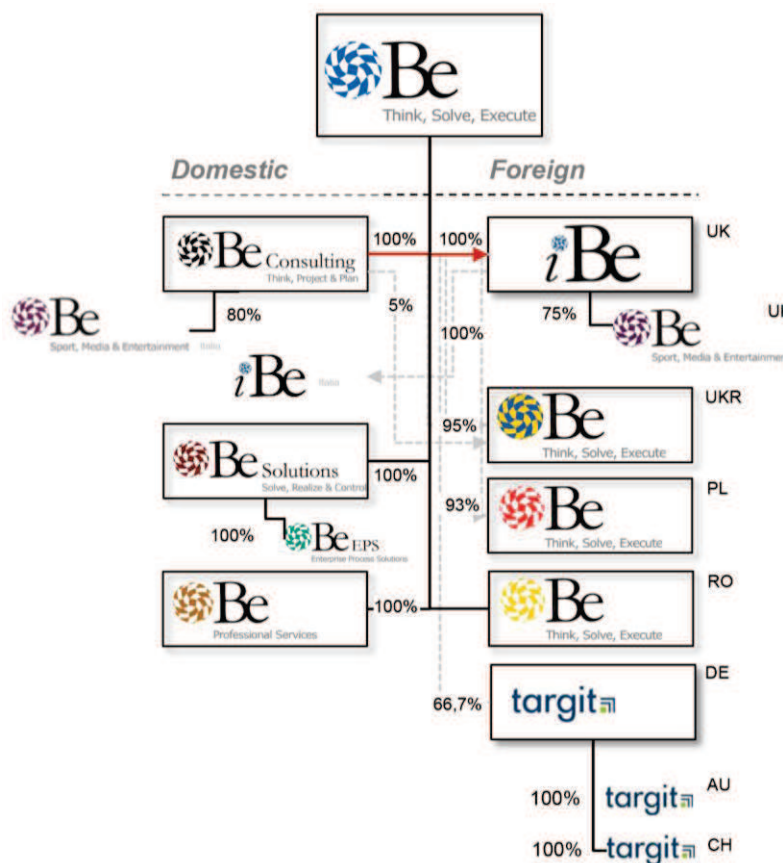 Be
Think, Solve, Execute
Domestic
Foreign
Be Consulting
Think, Project & Plan
100%
100%
iBe
UK
80%
5%
100%
75%
Be
Sport, Media & Entertainment Italia
Be
Sport, Media & Entertainment
iBe Italia
95%
Be
Think, Solve, Execute
UKR
Be Solutions
Solve, Realize & Control
100%
100%
Be EPS
Enterprise Process Solutions
93%
Be
Think, Solve, Execute
PL
Be
Professional Services
100%
Be
Think, Solve, Execute
RO
66,7%
targit
DE
100%
targit
AU
100%
targit
CH